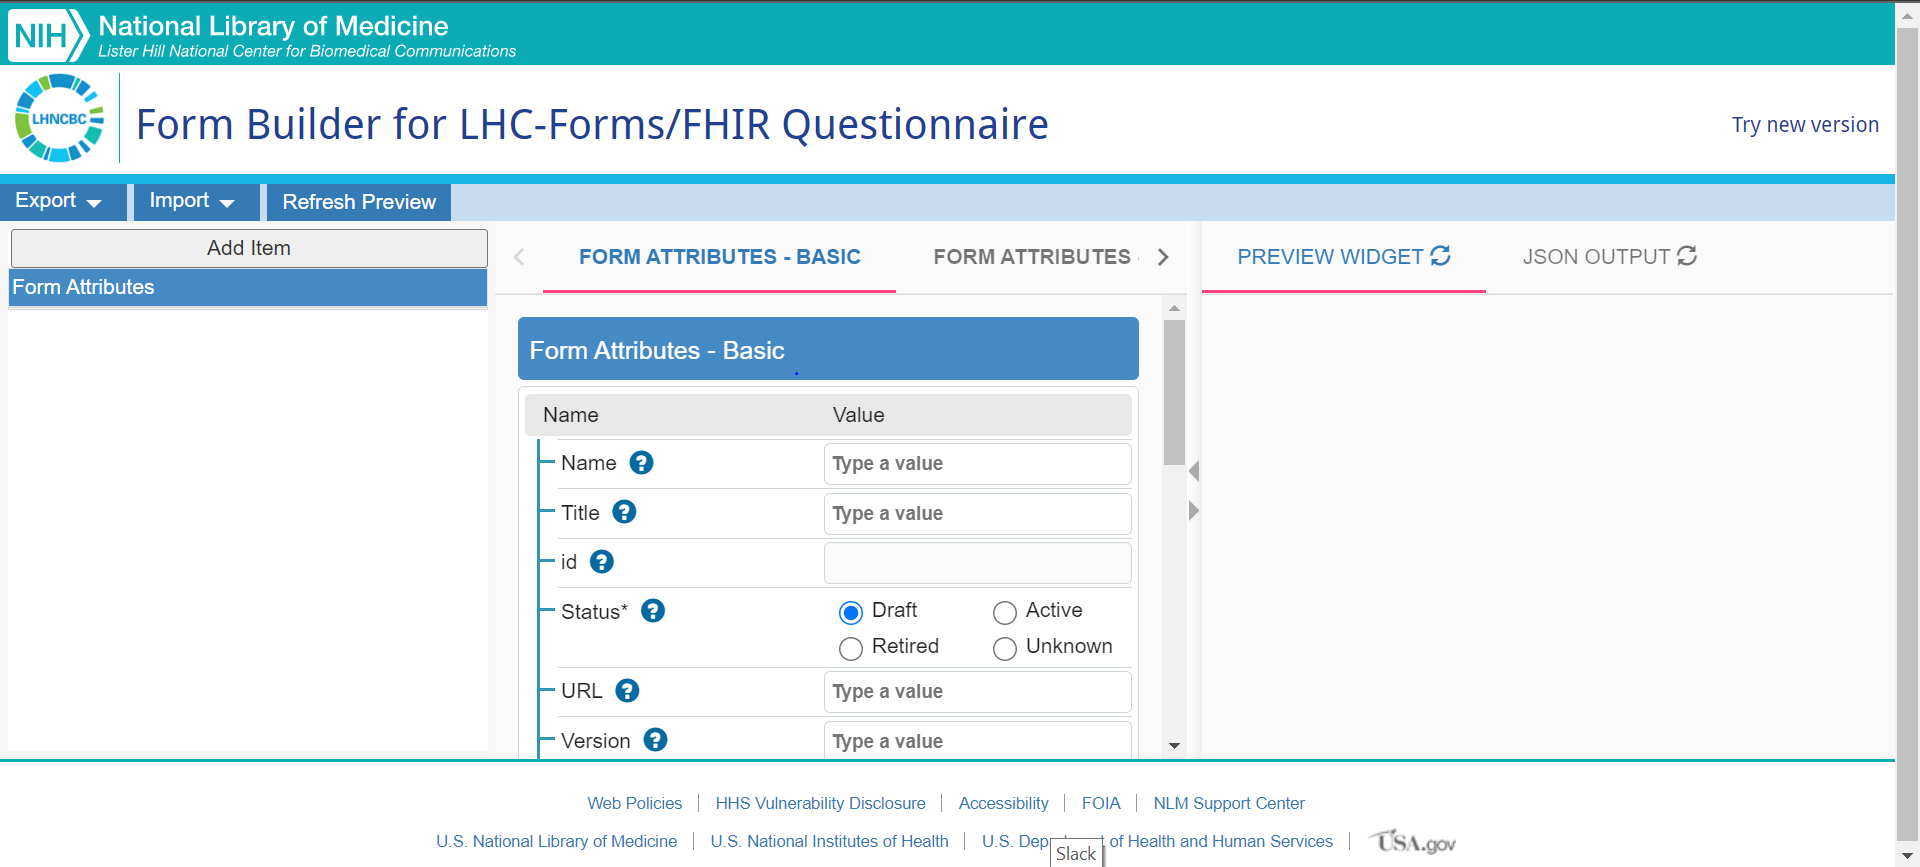 NIH National Library of Medicine
Lister Hill National Center for Biomedical Communications
LHNCBC
Form Builder for LHC-Forms/FHIR Questionnaire
Try new version
Export Import Refresh Preview
Add Item
Form Attributes
FORM ATTRIBUTES - BASIC FORM ATTRIBUTES
PREVIEW WIDGET JSON OUTPUT
Form Attributes - Basic
Name Value
Name ? Type a value
Title ? Type a value
id ?
Status* ? Draft Active
Retired Unknown
URL ? Type a value
Version ? Type a value
Web Policies HHS Vulnerability Disclosure Accessibility FOIA NLM Support Center
U.S. National Library of Medicine U.S. National Institutes of Health U.S. Dep of Health and Human Services USA.gov
Slack